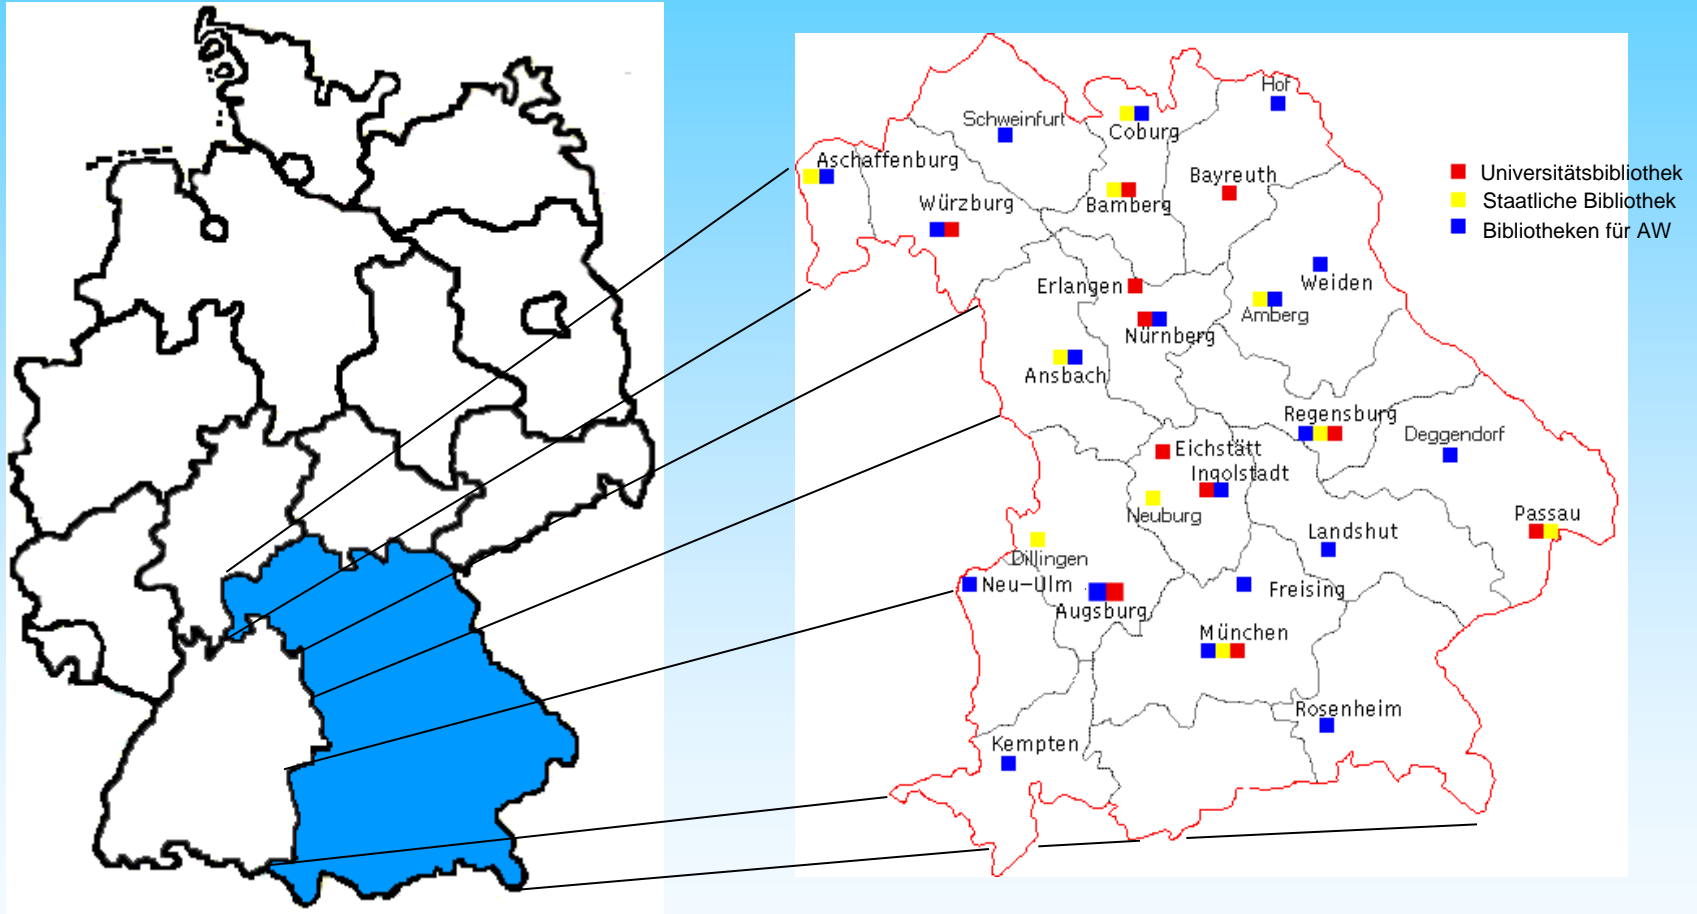 Hof
Schweinfurt
Coburg
Aschaffenburg
Bayreuth
Würzburg
Bamberg
Universitätsbibliothek
Staatliche Bibliothek
Bibliotheken für AW
Erlangen
Weiden
Amberg
Nürnberg
Ansbach
Regensburg
Deggendorf
Eichstätt
Ingolstadt
Neuburg
Passau
Landshut
Dillingen
Neu-Ulm
Freising
Augsburg
München
Rosenheim
Kempten